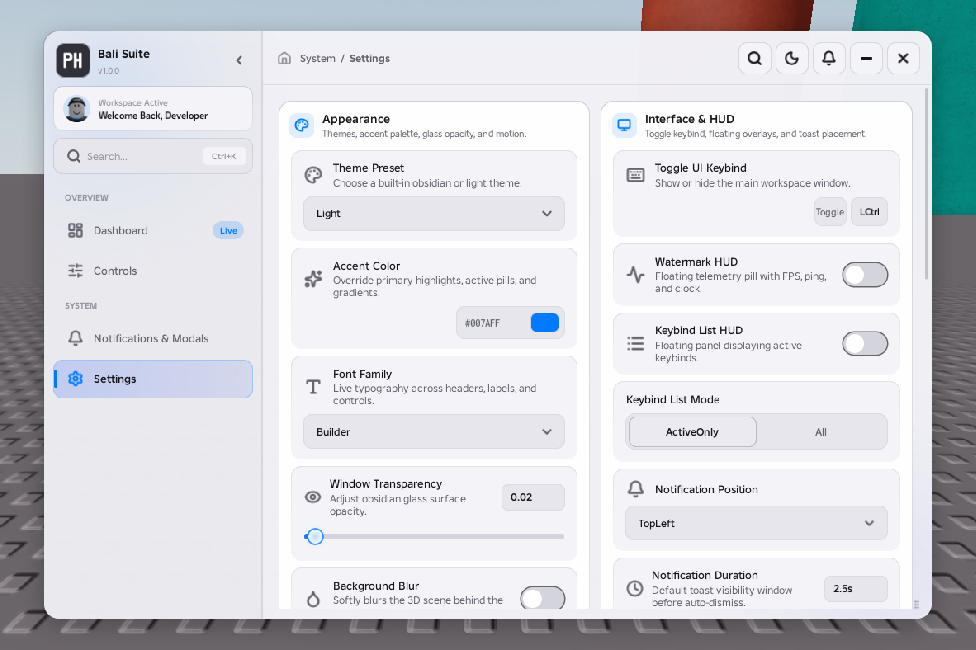 PH
Bali Suite
v1.0.0
Workspace Active
Welcome Back, Developer
Search...
Ctrl+K
OVERVIEW
Dashboard
Live
Controls
SYSTEM
Notifications & Modals
Settings
System / Settings
Appearance
Themes, accent palette, glass opacity, and motion.
Theme Preset
Choose a built-in obsidian or light theme.
Light
Accent Color
Override primary highlights, active pills, and
gradients.
#007AFF
Font Family
Live typography across headers, labels, and
controls.
Builder
Window Transparency
Adjust obsidian glass surface
opacity.
0.02
Background Blur
Softly blurs the 3D scene behind the
Interface & HUD
Toggle keybind, floating overlays, and toast placement.
Toggle UI Keybind
Show or hide the main workspace window.
Toggle
LCtrl
Watermark HUD
Floating telemetry pill with FPS, ping,
and clock.
Keybind List HUD
Floating panel displaying active
keybinds.
Keybind List Mode
ActiveOnly
All
Notification Position
TopLeft
Notification Duration
Default toast visibility window
before auto-dismiss.
2.5s